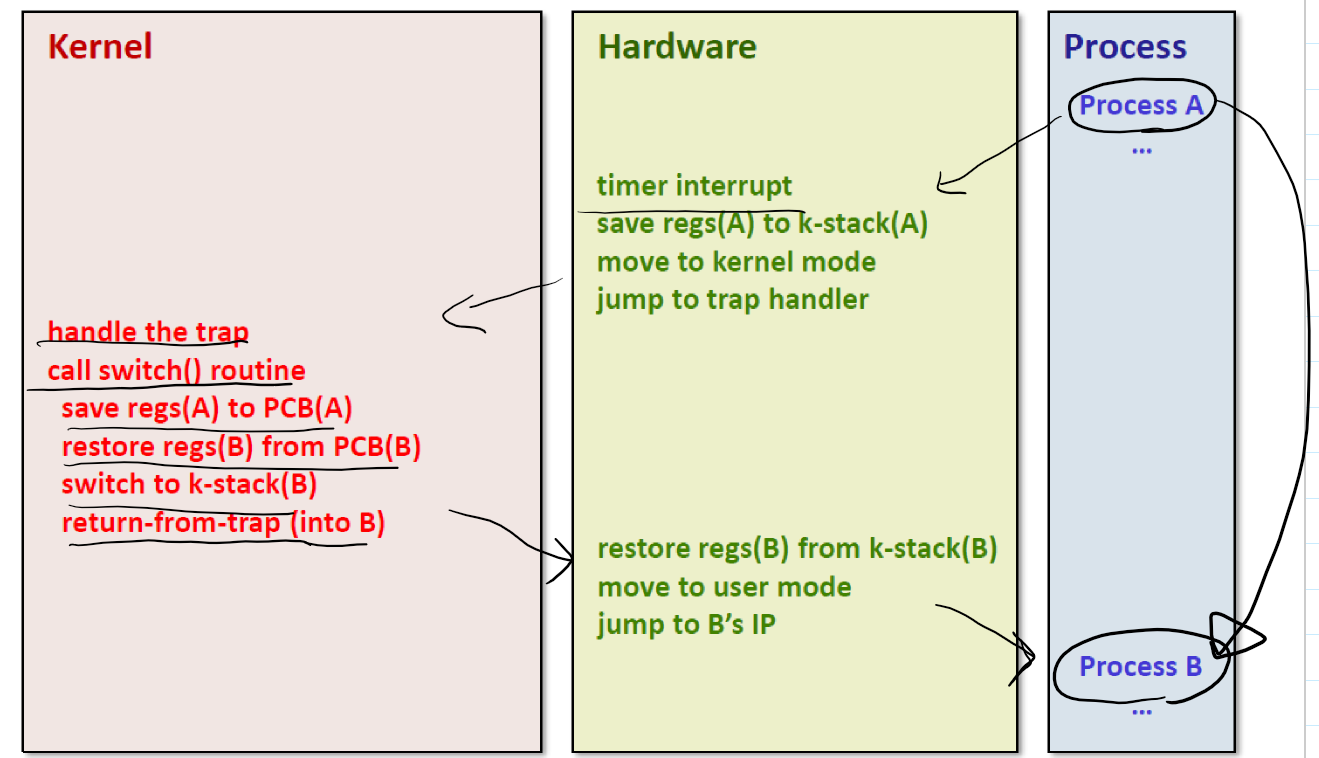 Kernel
Hardware
Process
Process A
...
timer interrupt
save regs(A) to k-stack(A)
move to kernel mode
jump to trap handler
handle the trap
call switch() routine
save regs(A) to PCB(A)
restore regs(B) from PCB(B)
switch to k-stack(B)
return-from-trap (into B)
restore regs(B) from k-stack(B)
move to user mode
jump to B’s IP
Process B
...